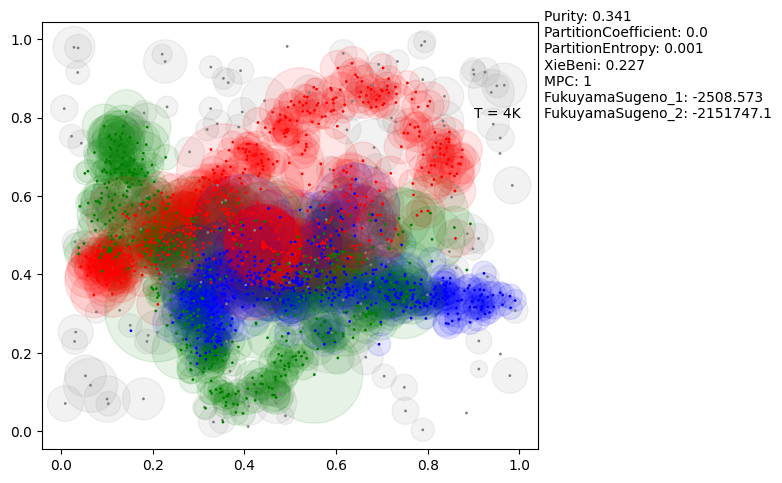 Purity: 0.341
PartitionCoefficient: 0.0
PartitionEntropy: 0.001
XieBeni: 0.227
MPC: 1
FukuyamaSugeno_1: -2508.573
FukuyamaSugeno_2: -2151747.1
T = 4K
1.0
0.8
0.6
0.4
0.2
0.0
0.0 0.2 0.4 0.6 0.8 1.0